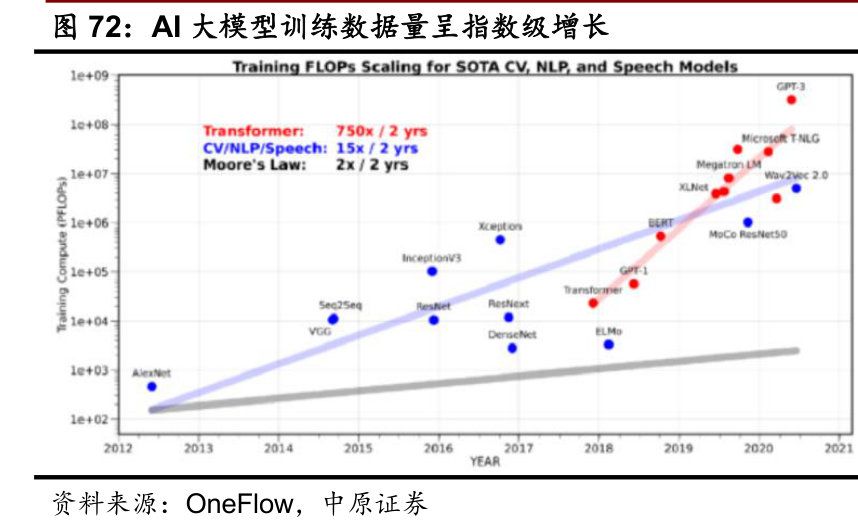 图 72：AI 大模型训练数据量呈指数级增长
Training FLOPs Scaling for SOTA CV, NLP, and Speech Models
Transformer: 750x / 2 yrs
CV/NLP/Speech: 15x / 2 yrs
Moore's Law: 2x / 2 yrs
Training Compute (PFLOPs)
1e+09
1e+08
1e+07
1e+06
1e+05
1e+04
1e+03
1e+02
GPT-3
Microsoft T-NLG
Megatron LM
Wav2Vec 2.0
XLNet
MoCo ResNet50
BERT
Xception
InceptionV3
GPT-1
Transformer
Seq2Seq
VGG
ResNet
ResNext
DenseNet
ELMo
AlexNet
2012 2013 2014 2015 2016 2017 2018 2019 2020 2021
YEAR
资料来源：OneFlow，中原证券